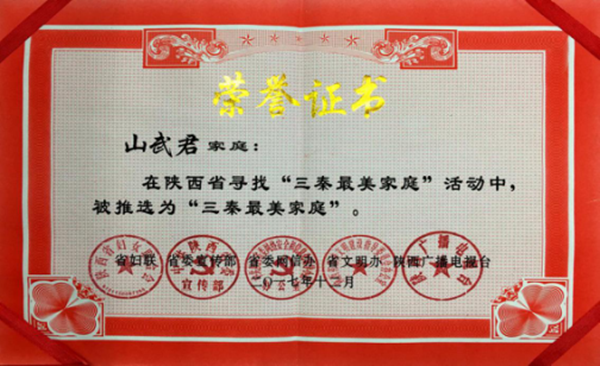 荣誉证书
山武君 家庭：
在陕西省寻找“三秦最美家庭”活动中，
被推选为“三秦最美家庭”。
省妇联 省委宣传部 省委网信办 省文明办 陕西广播电视台
二〇一七年十二月